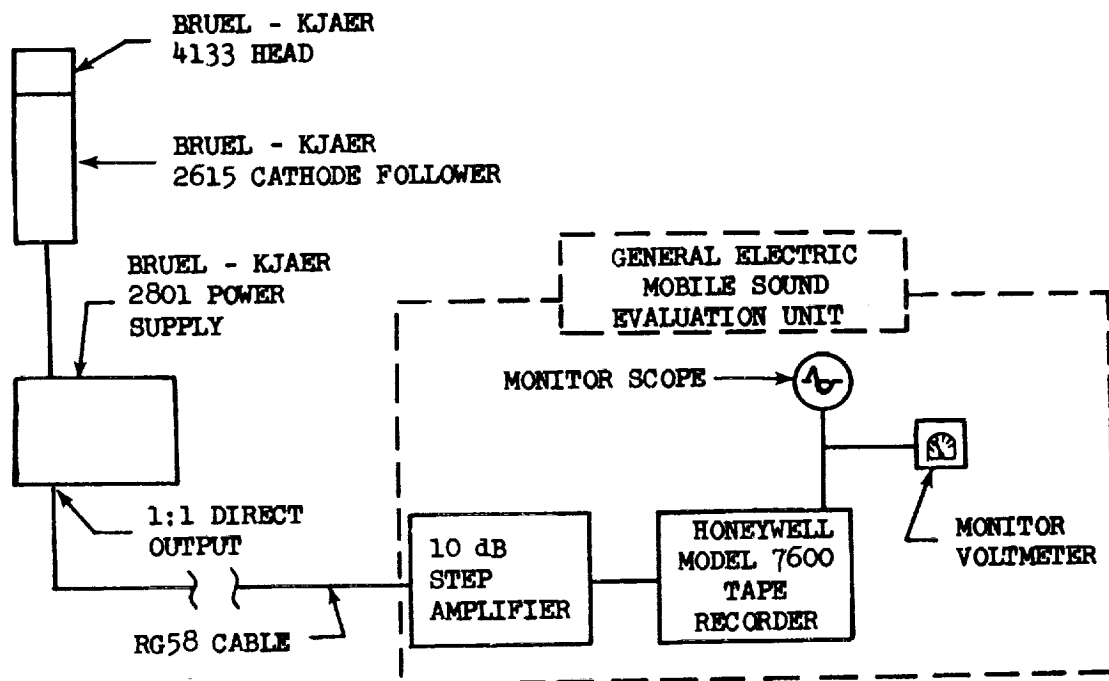 BRUEL - KJAER
4133 HEAD
BRUEL - KJAER
2615 CATHODE FOLLOWER
BRUEL - KJAER
2801 POWER
SUPPLY
GENERAL ELECTRIC
MOBILE SOUND
EVALUATION UNIT
MONITOR SCOPE
1:1 DIRECT
OUTPUT
10 dB
STEP
AMPLIFIER
HONEYWELL
MODEL 7600
TAPE
RECORDER
MONITOR
VOLTMETER
RG58 CABLE